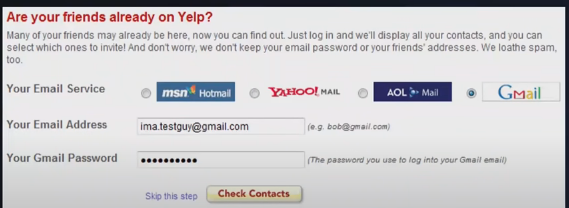 Are your friends already on Yelp?
Many of your friends may already be here, now you can find out. Just log in and we'll display all your contacts, and you can
select which ones to invite! And don't worry, we don't keep your email password or your friends' addresses. We loathe spam,
too.
Your Email Service msn Hotmail YAHOO! MAIL AOL Mail GMail
Your Email Address ima.testguy@gmail.com (e.g. bob@gmail.com)
Your Gmail Password •••••••••• (The password you use to log into your Gmail email)
Skip this step Check Contacts